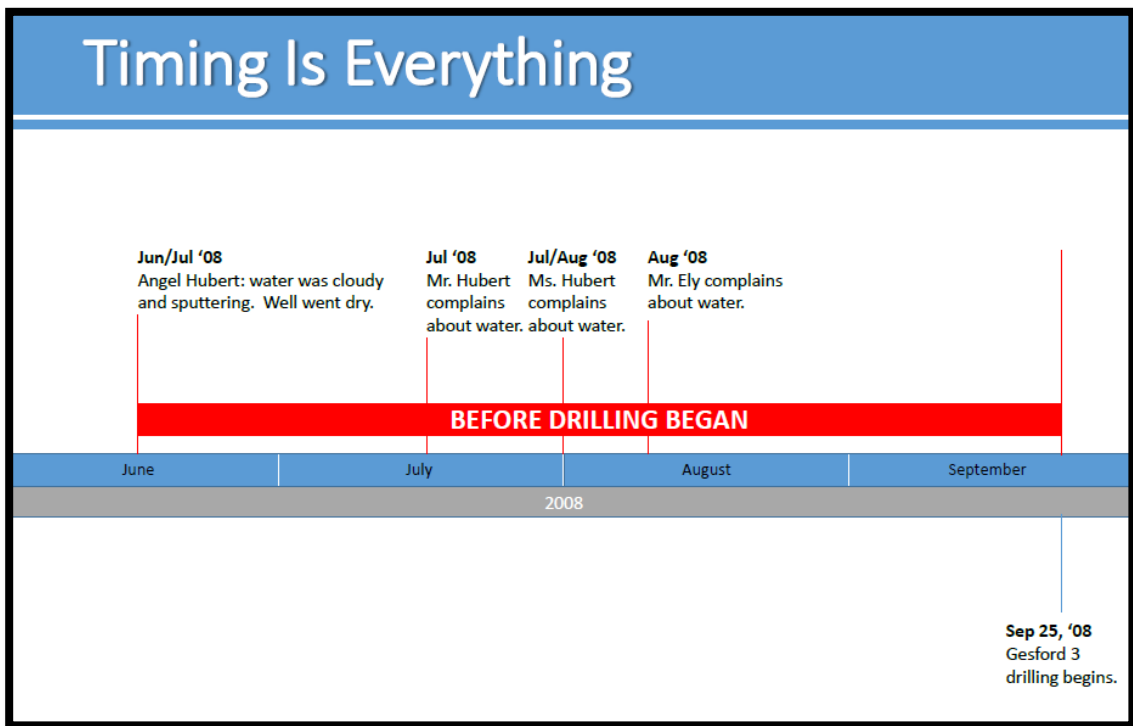 Timing Is Everything
Jun/Jul ‘08
Angel Hubert: water was cloudy
and sputtering.  Well went dry.
Jul ‘08
Mr. Hubert
complains
about water.
Jul/Aug ‘08
Ms. Hubert
complains
about water.
Aug ‘08
Mr. Ely complains
about water.
BEFORE DRILLING BEGAN
June
July
August
September
2008
Sep 25, ‘08
Gesford 3
drilling begins.